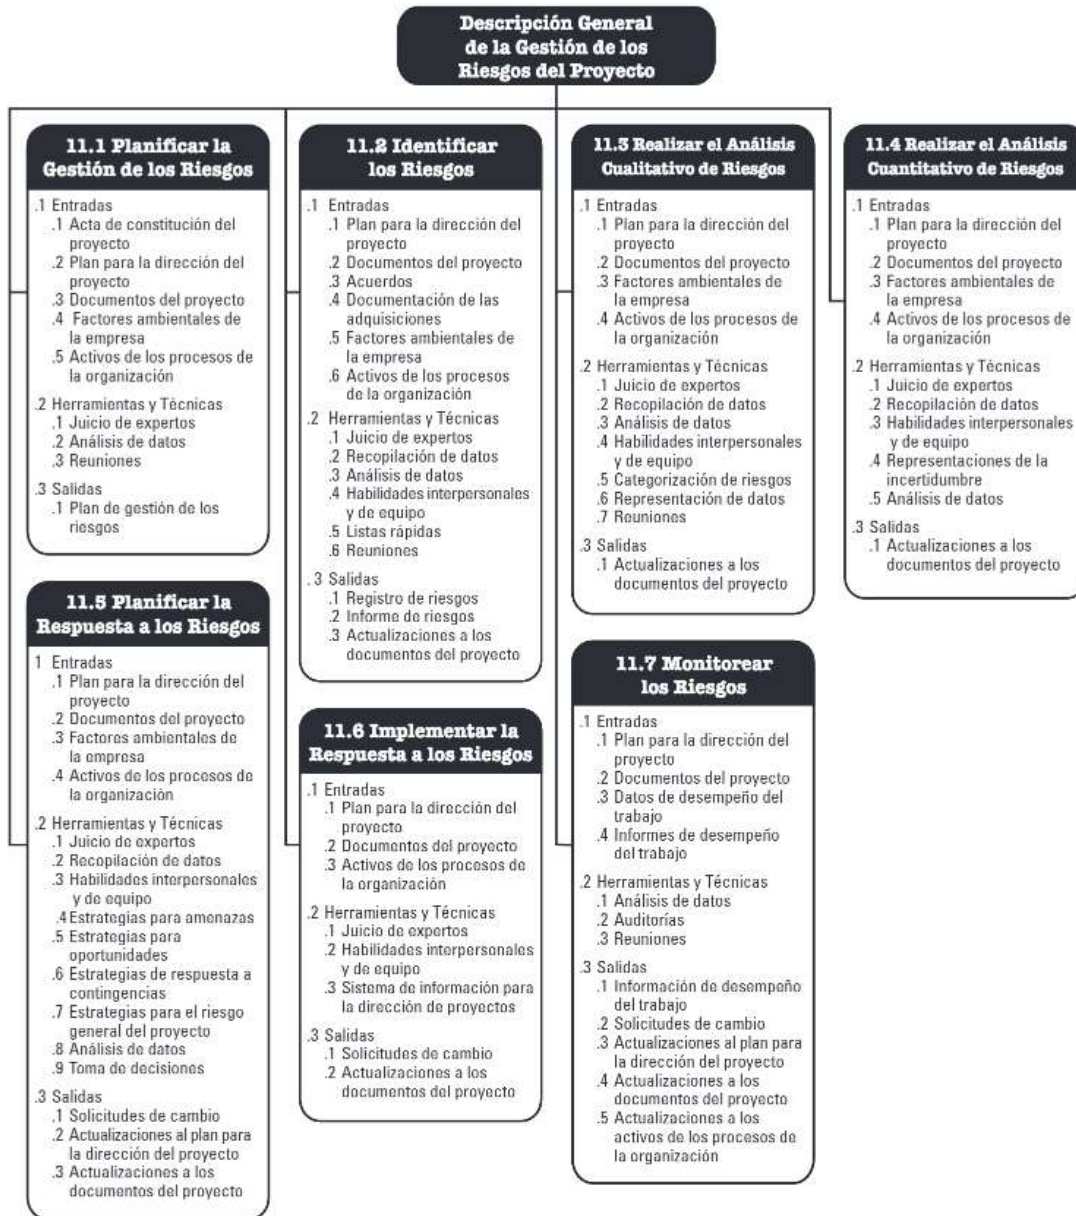 Descripción General
de la Gestión de los
Riesgos del Proyecto
11.1 Planificar la
Gestión de los Riesgos
.1 Entradas
.1 Acta de constitución del
proyecto
.2 Plan para la dirección del
proyecto
.3 Documentos del proyecto
.4 Factores ambientales de
la empresa
.5 Activos de los procesos de
la organización
.2 Herramientas y Técnicas
.1 Juicio de expertos
.2 Análisis de datos
.3 Reuniones
.3 Salidas
.1 Plan de gestión de los
riesgos
11.2 Identificar
los Riesgos
.1 Entradas
.1 Plan para la dirección del
proyecto
.2 Documentos del proyecto
.3 Acuerdos
.4 Documentación de las
adquisiciones
.5 Factores ambientales de
la empresa
.6 Activos de los procesos
de la organización
.2 Herramientas y Técnicas
.1 Juicio de expertos
.2 Recopilación de datos
.3 Análisis de datos
.4 Habilidades interpersonales
y de equipo
.5 Listas rápidas
.6 Reuniones
.3 Salidas
.1 Registro de riesgos
.2 Informe de riesgos
.3 Actualizaciones a los
documentos del proyecto
11.3 Realizar el Análisis
Cualitativo de Riesgos
.1 Entradas
.1 Plan para la dirección del
proyecto
.2 Documentos del proyecto
.3 Factores ambientales de
la empresa
.4 Activos de los procesos de
la organización
.2 Herramientas y Técnicas
.1 Juicio de expertos
.2 Recopilación de datos
.3 Análisis de datos
.4 Habilidades interpersonales
y de equipo
.5 Categorización de riesgos
.6 Representación de datos
.7 Reuniones
.3 Salidas
.1 Actualizaciones a los
documentos del proyecto
11.4 Realizar el Análisis
Cuantitativo de Riesgos
.1 Entradas
.1 Plan para la dirección del
proyecto
.2 Documentos del proyecto
.3 Factores ambientales de
la empresa
.4 Activos de los procesos de
la organización
.2 Herramientas y Técnicas
.1 Juicio de expertos
.2 Recopilación de datos
.3 Habilidades interpersonales
y de equipo
.4 Representaciones de la
incertidumbre
.5 Análisis de datos
.3 Salidas
.1 Actualizaciones a los
documentos del proyecto
11.5 Planificar la
Respuesta a los Riesgos
1 Entradas
.1 Plan para la dirección del
proyecto
.2 Documentos del proyecto
.3 Factores ambientales de
la empresa
.4 Activos de los procesos de
la organización
.2 Herramientas y Técnicas
.1 Juicio de expertos
.2 Recopilación de datos
.3 Habilidades interpersonales
y de equipo
.4 Estrategias para amenazas
.5 Estrategias para
oportunidades
.6 Estrategias de respuesta a
contingencias
.7 Estrategias para el riesgo
general del proyecto
.8 Análisis de datos
.9 Toma de decisiones
.3 Salidas
.1 Solicitudes de cambio
.2 Actualizaciones al plan para
la dirección del proyecto
.3 Actualizaciones a los
documentos del proyecto
11.6 Implementar la
Respuesta a los Riesgos
.1 Entradas
.1 Plan para la dirección del
proyecto
.2 Documentos del proyecto
.3 Activos de los procesos de
la organización
.2 Herramientas y Técnicas
.1 Juicio de expertos
.2 Habilidades interpersonales
y de equipo
.3 Sistema de información para
la dirección de proyectos
.3 Salidas
.1 Solicitudes de cambio
.2 Actualizaciones a los
documentos del proyecto
11.7 Monitorear
los Riesgos
.1 Entradas
.1 Plan para la dirección del
proyecto
.2 Documentos del proyecto
.3 Datos de desempeño del
trabajo
.4 Informes de desempeño
del trabajo
.2 Herramientas y Técnicas
.1 Análisis de datos
.2 Auditorías
.3 Reuniones
.3 Salidas
.1 Información de desempeño
del trabajo
.2 Solicitudes de cambio
.3 Actualizaciones al plan para
la dirección del proyecto
.4 Actualizaciones a los
documentos del proyecto
.5 Actualizaciones a los
activos de los procesos de
la organización